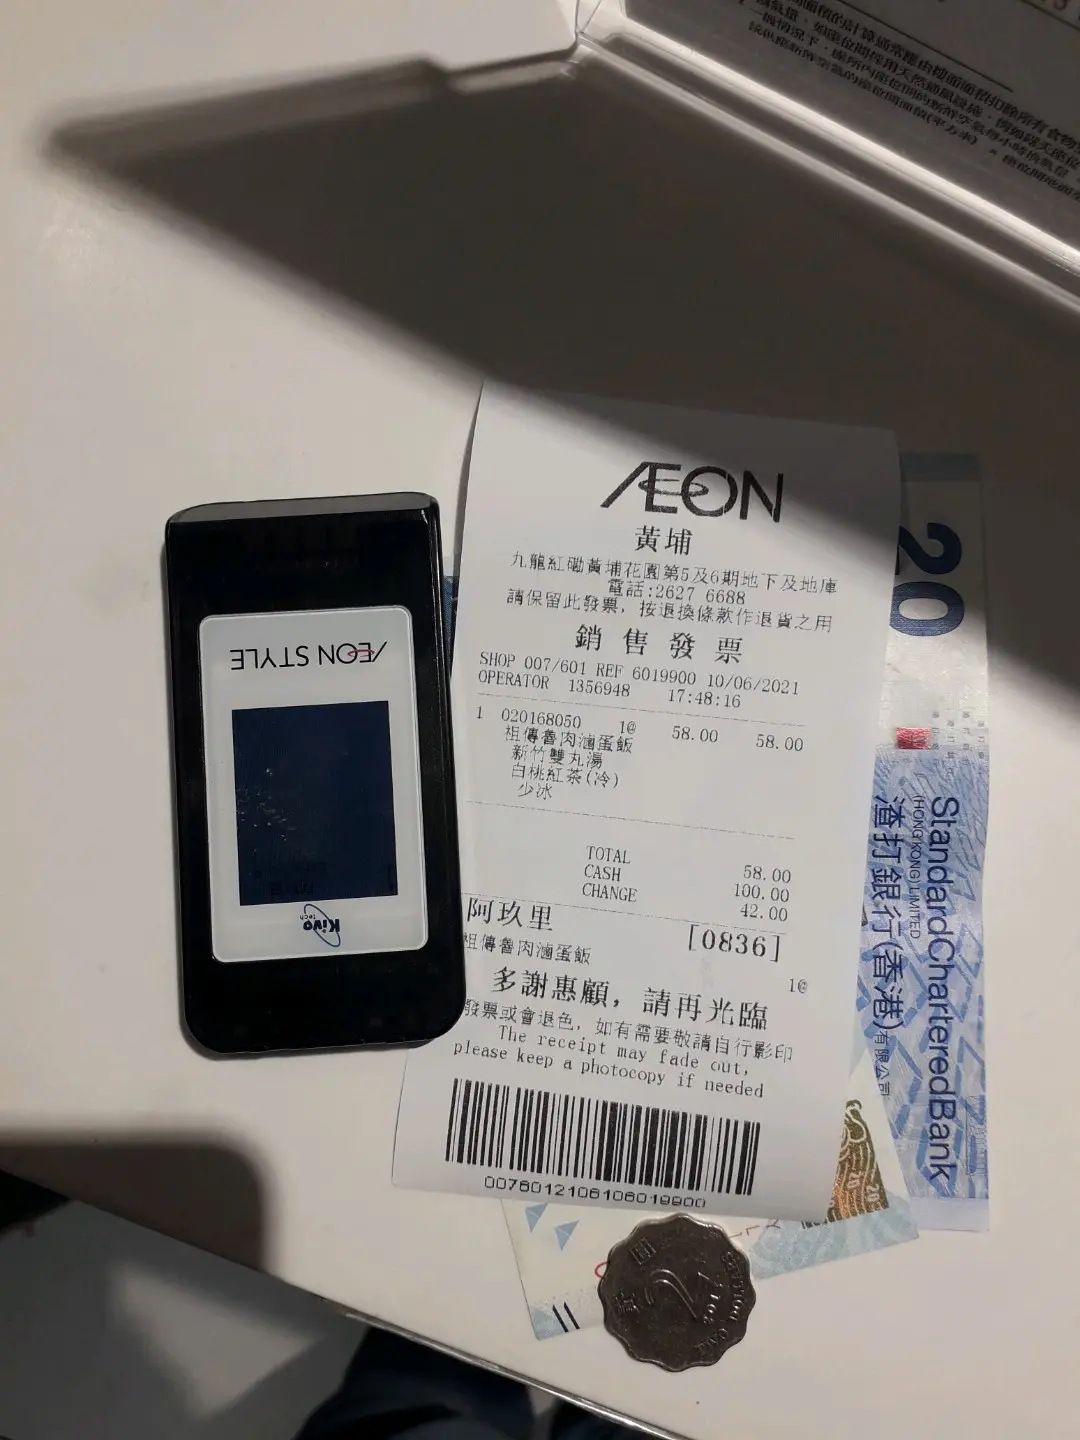 ÆON
黃埔
九龍紅磡黃埔花園第5及6期地下及地庫
電話:2627 6688
請保留此發票, 按退換條款作退貨之用
銷售發票
SHOP 007/601 REF 6019900 10/06/2021
OPERATOR 1356948 17:48:16
1 020168050 1@ 58.00 58.00
祖傳魯肉滷蛋飯
新竹雙丸湯
白桃紅茶(冷)
少冰
TOTAL 58.00
CASH 100.00
CHANGE 42.00
阿玖里 [0836]
祖傳魯肉滷蛋飯 1@
多謝惠顧, 請再光臨
發票或會退色, 如有需要敬請自行影印
The receipt may fade out,
please keep a photocopy if needed
0076012106106019900
ÆON STYLE
Kivo
tech
20
StandardCharteredBank
(HONG KONG) LIMITED
渣打銀行(香港)有限公司
20
20
圓
2